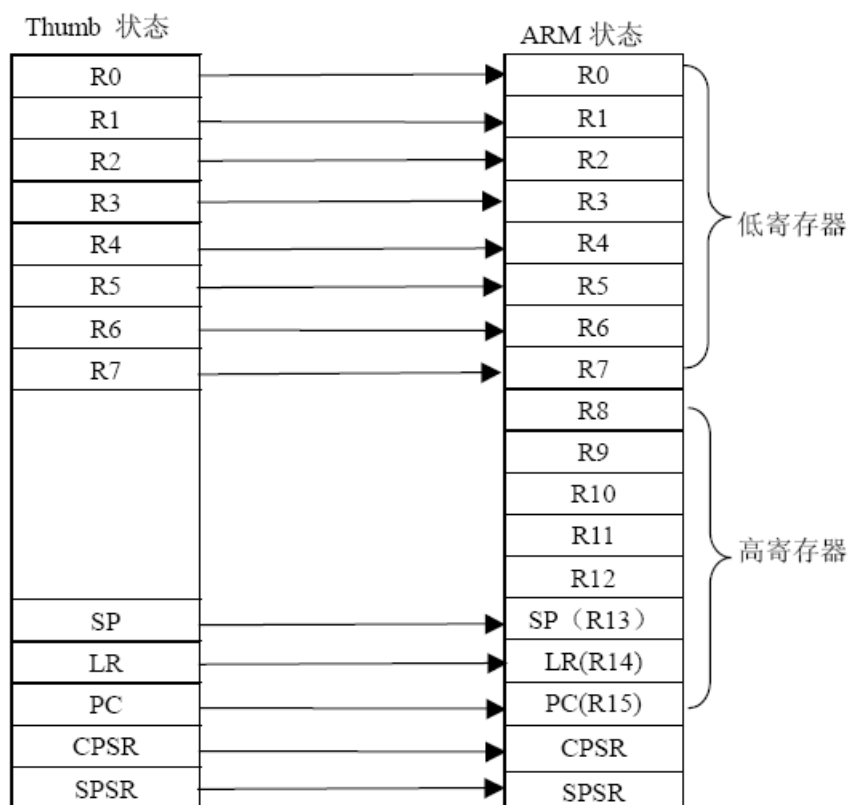 Thumb 状态 ARM 状态
R0 R0
R1 R1
R2 R2
R3 R3
低寄存器
R4 R4
R5 R5
R6 R6
R7 R7
R8
R9
R10
R11
高寄存器
R12
SP SP（R13）
LR LR(R14)
PC PC(R15)
CPSR CPSR
SPSR SPSR